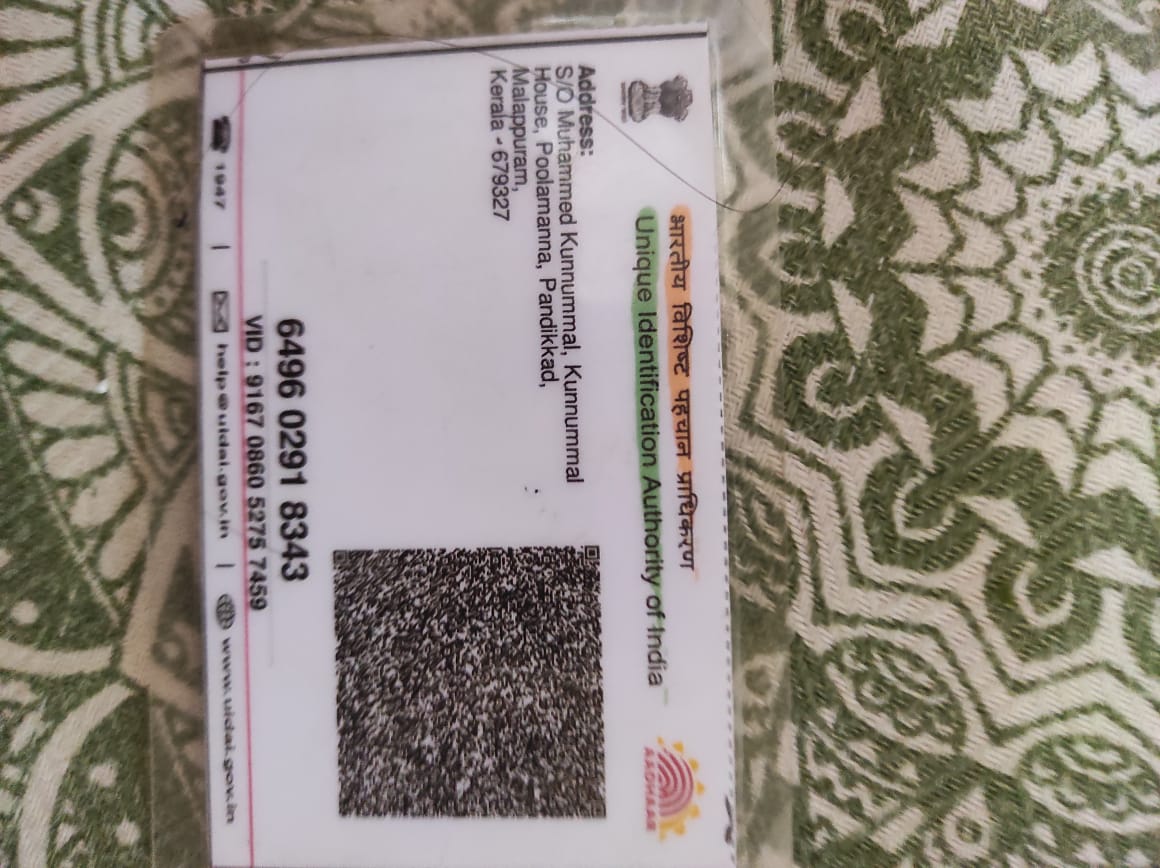 भारतीय विशिष्ट पहचान प्राधिकरण
Unique Identification Authority of India
AADHAAR
Address:
S/O Muhammed Kunnummal, Kunnummal
House, Poolamanna, Pandikkad,
Malappuram,
Kerala - 679327
6496 0291 8343
VID : 9167 0860 5275 7459
1947 | help@uidai.gov.in | www.uidai.gov.in